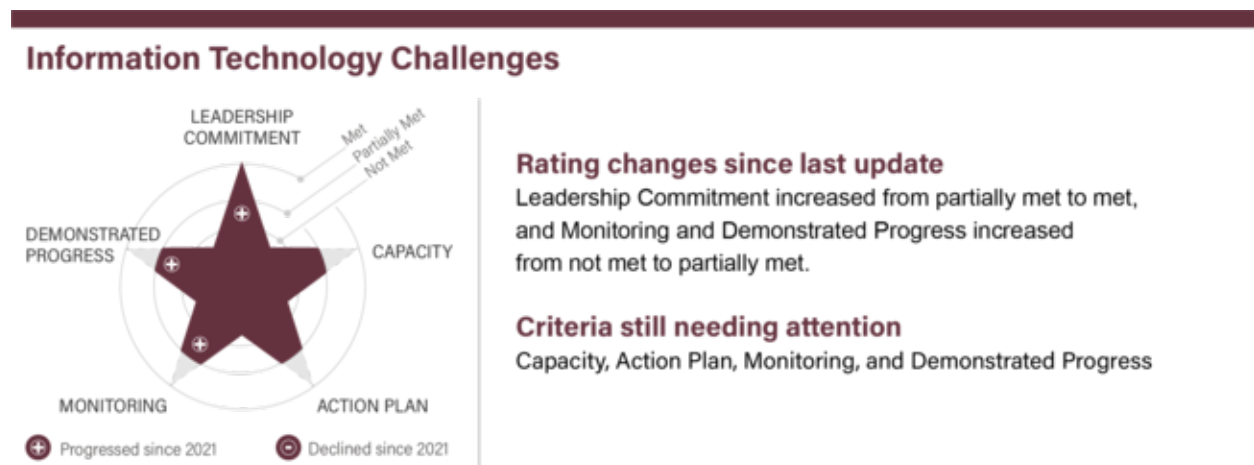 Information Technology Challenges
LEADERSHIP
COMMITMENT
Met
Partially Met
Not Met
DEMONSTRATED
PROGRESS
CAPACITY
MONITORING
ACTION PLAN
Progressed since 2021
Declined since 2021
Rating changes since last update
Leadership Commitment increased from partially met to met,
and Monitoring and Demonstrated Progress increased
from not met to partially met.
Criteria still needing attention
Capacity, Action Plan, Monitoring, and Demonstrated Progress